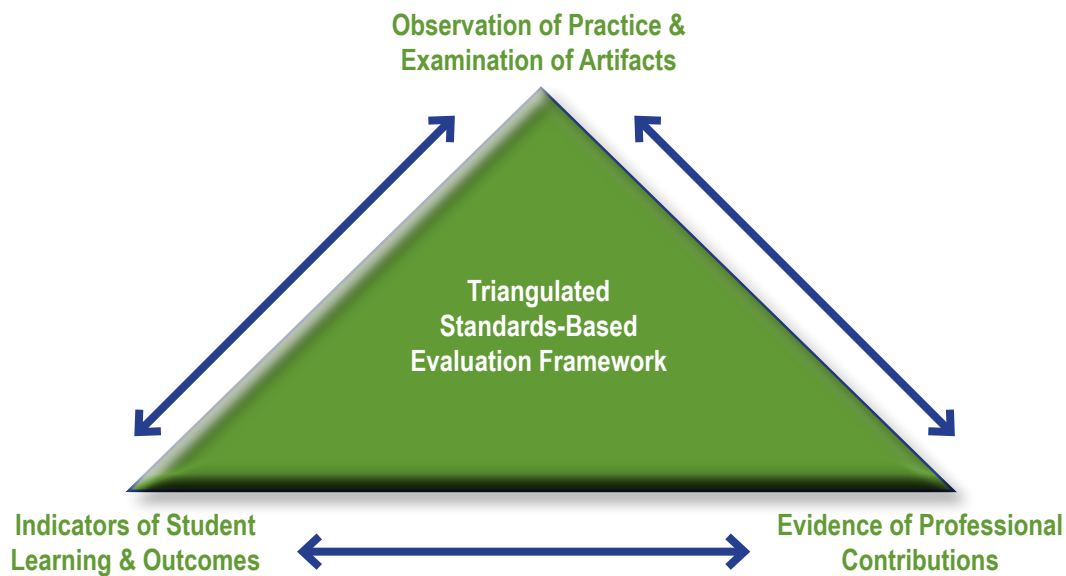 Observation of Practice &
Examination of Artifacts
Triangulated
Standards-Based
Evaluation Framework
Indicators of Student
Learning & Outcomes
Evidence of Professional
Contributions